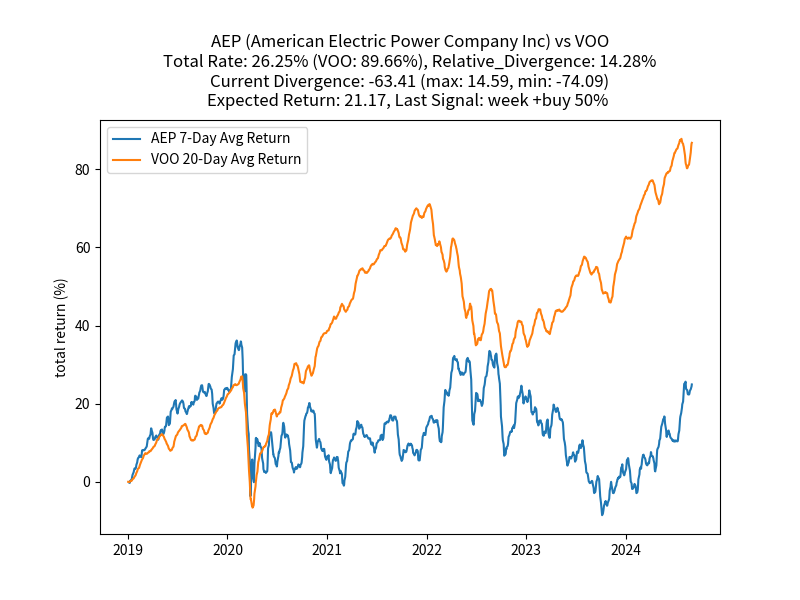 AEP (American Electric Power Company Inc) vs VOO
Total Rate: 26.25% (VOO: 89.66%), Relative_Divergence: 14.28%
Current Divergence: -63.41 (max: 14.59, min: -74.09)
Expected Return: 21.17, Last Signal: week +buy 50%
AEP 7-Day Avg Return
VOO 20-Day Avg Return
total return (%)
80
60
40
20
0
2019 2020 2021 2022 2023 2024